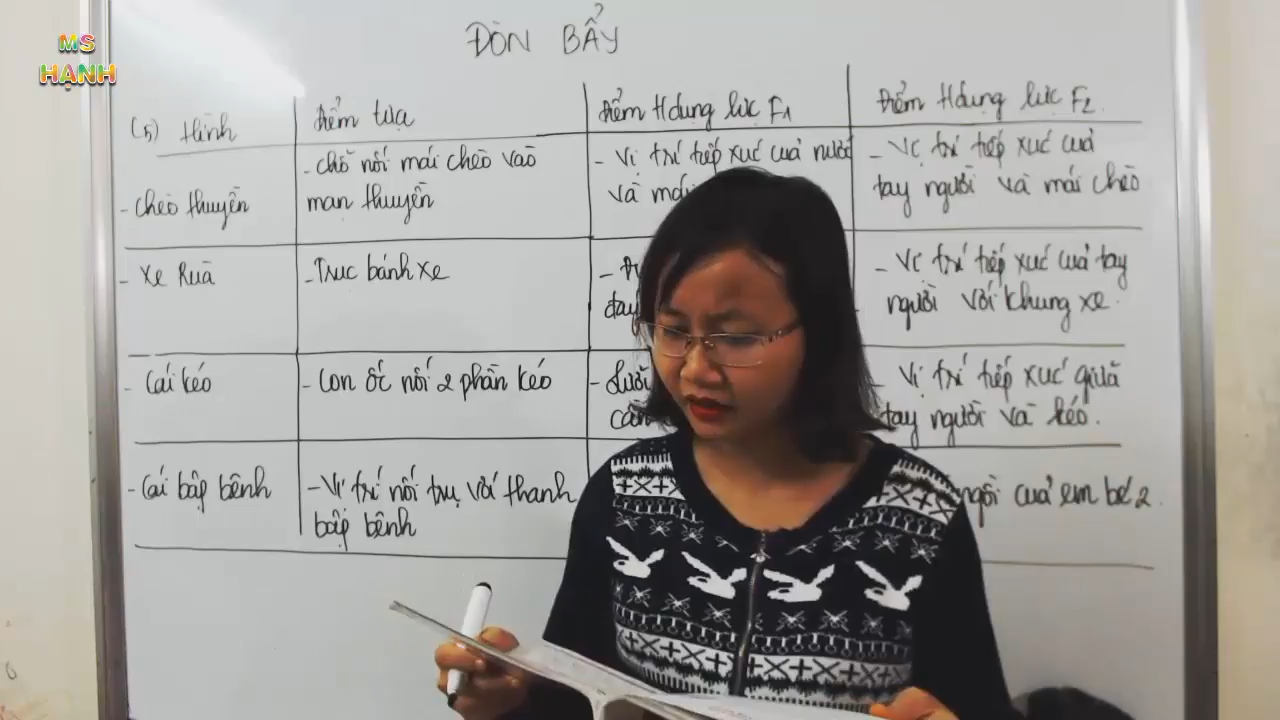 MS
HẠNH
ĐÒN BẨY
(5) Hình
Điểm tựa
Điểm t/dụng lực F1
Điểm t/dụng lực F2.
- chèo thuyền
- chỗ nối mái chèo vào
mạn thuyền
- Vị trí tiếp xúc của nước
và
- Vị trí tiếp xúc của
tay người và mái chèo
- Xe Rùa
- Trục bánh xe
- Vị trí tiếp xúc của tay
người với khung xe.
- Cái kéo
- Con ốc nối 2 phần kéo
- Lưỡi
- Vị trí tiếp xúc giữa
tay người và kéo.
- Cái bập bênh
- Vị trí nối trụ với thanh
bập bênh
ngồi của em bé 2.